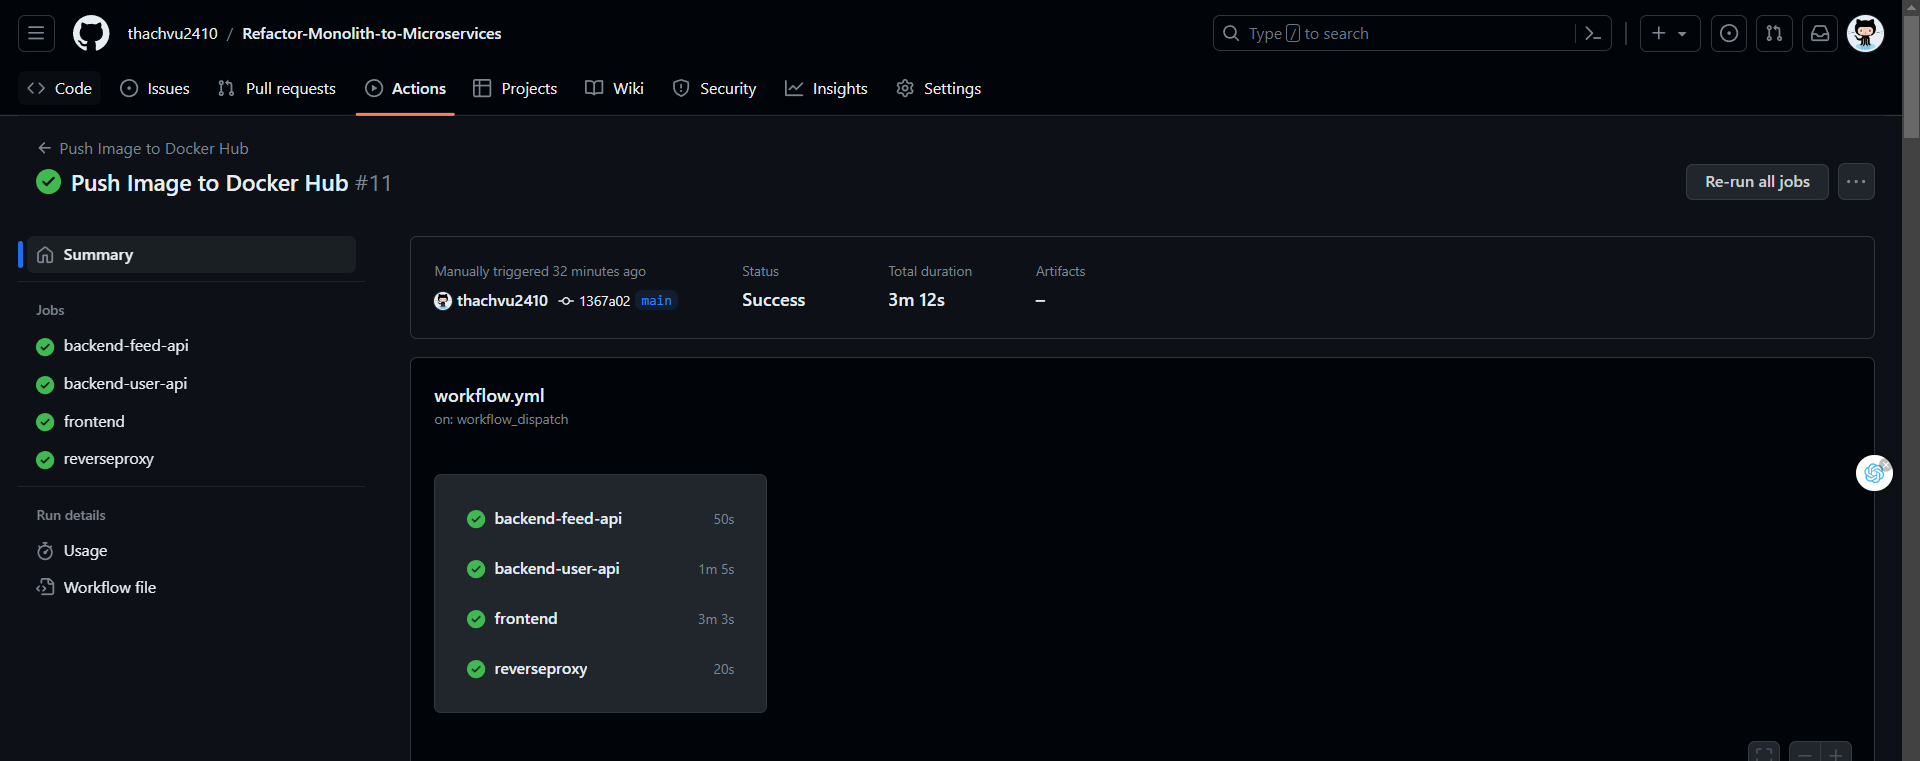 thachvu2410 / Refactor-Monolith-to-Microservices
Type / to search
Code Issues Pull requests Actions Projects Wiki Security Insights Settings
Push Image to Docker Hub
Push Image to Docker Hub #11
Re-run all jobs
Summary
Jobs
backend-feed-api
backend-user-api
frontend
reverseproxy
Run details
Usage
Workflow file
Manually triggered 32 minutes ago
thachvu2410 1367a02 main
Status
Success
Total duration
3m 12s
Artifacts
–
workflow.yml
on: workflow_dispatch
backend-feed-api 50s
backend-user-api 1m 5s
frontend 3m 3s
reverseproxy 20s